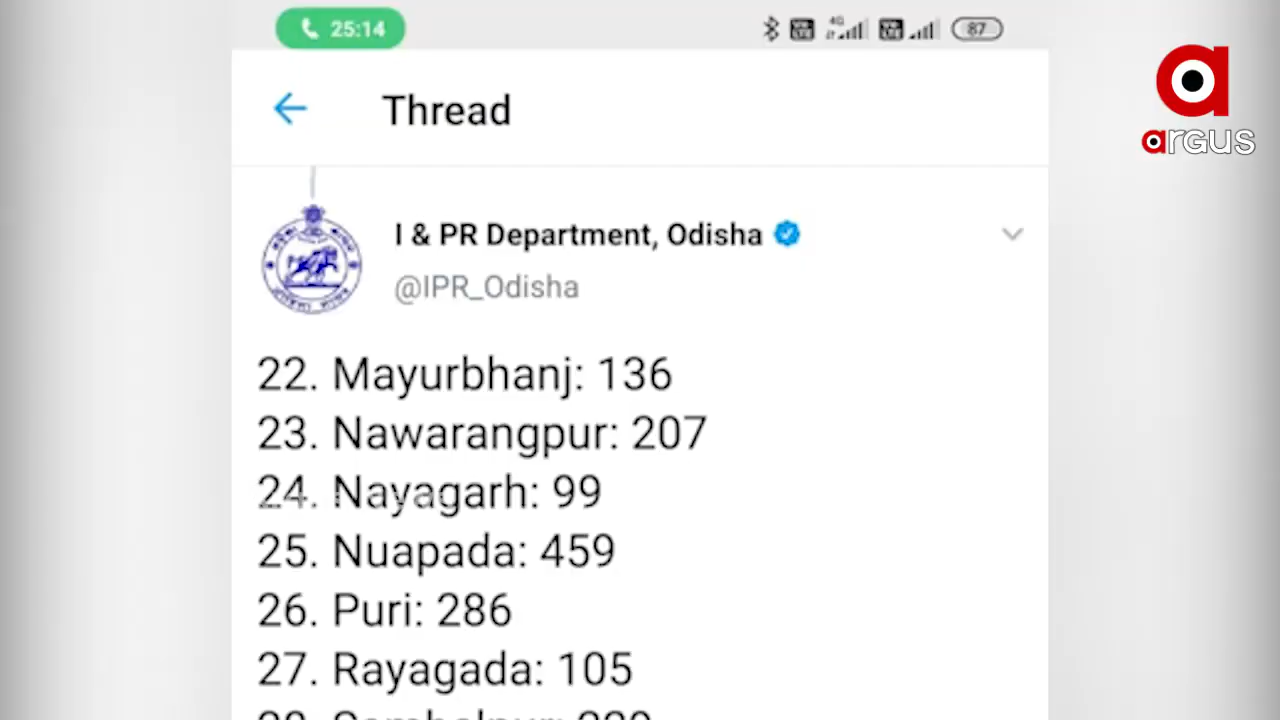 25:14
4G
87
Thread
argus
I & PR Department, Odisha
@IPR_Odisha
22. Mayurbhanj: 136
23. Nawarangpur: 207
24. Nayagarh: 99
25. Nuapada: 459
26. Puri: 286
27. Rayagada: 105